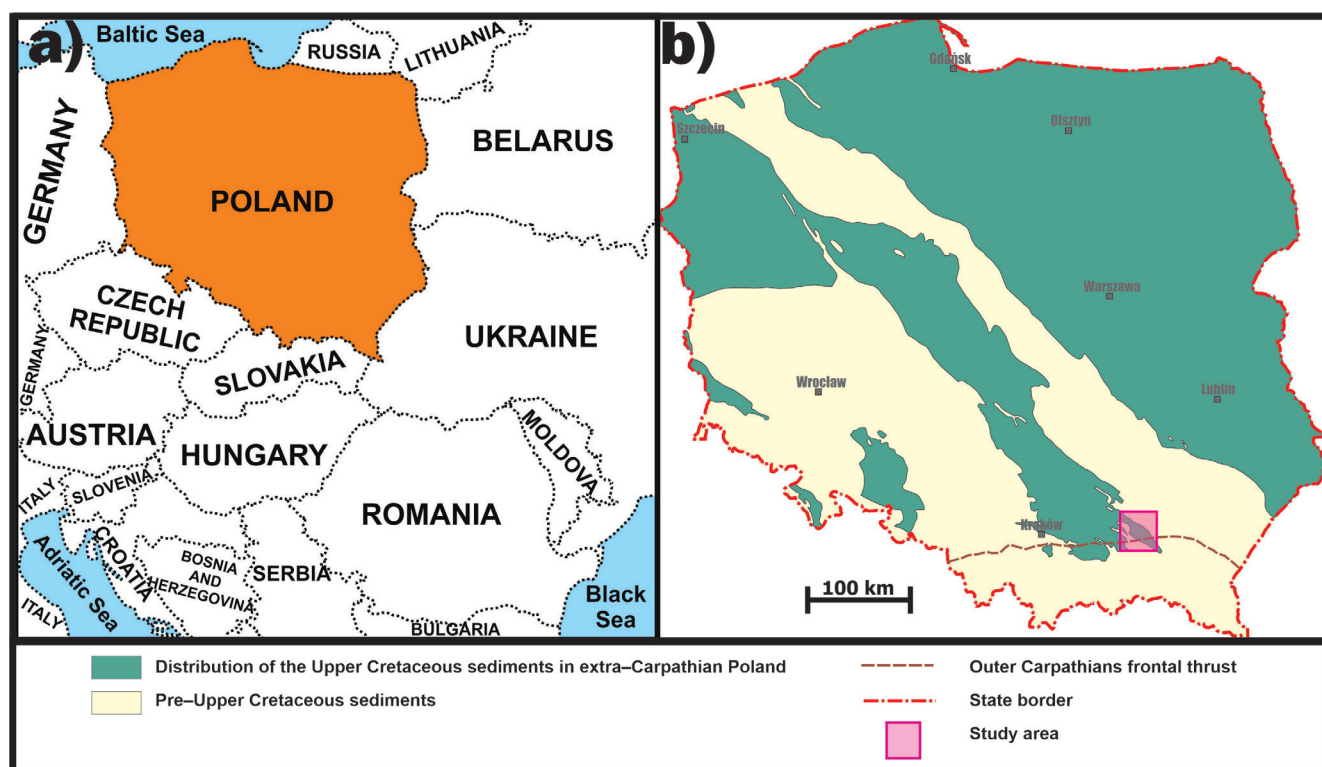 a)
Baltic Sea
RUSSIA
LITHUANIA
GERMANY
BELARUS
POLAND
CZECH
REPUBLIC
UKRAINE
GERMANY
SLOVAKIA
AUSTRIA
HUNGARY
MOLDOVA
ITALY
SLOVENIA
ROMANIA
CROATIA
BOSNIA
AND
HERZEGOVINA
SERBIA
Adriatic Sea
ITALY
BULGARIA
Black
Sea
b)
Gdańsk
Szczecin
Olsztyn
Warszawa
Wrocław
Lublin
Kraków
100 km
Distribution of the Upper Cretaceous sediments in extra–Carpathian Poland
Pre–Upper Cretaceous sediments
Outer Carpathians frontal thrust
State border
Study area